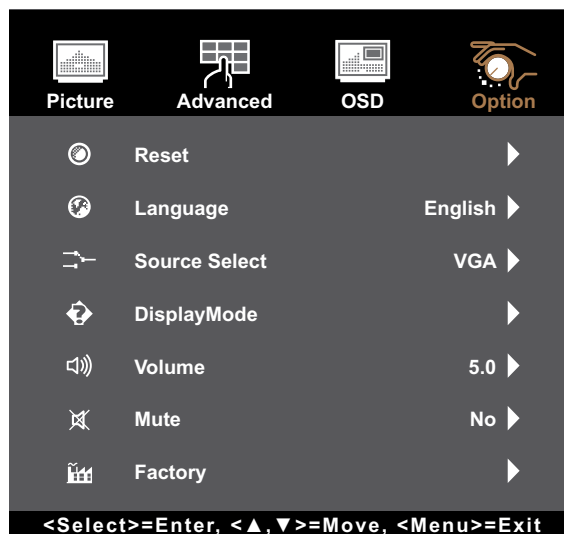 Picture Advanced OSD Option
Reset
Language English
Source Select VGA
DisplayMode
Volume 5.0
Mute No
Factory
<Select>=Enter, <▲,▼>=Move, <Menu>=Exit